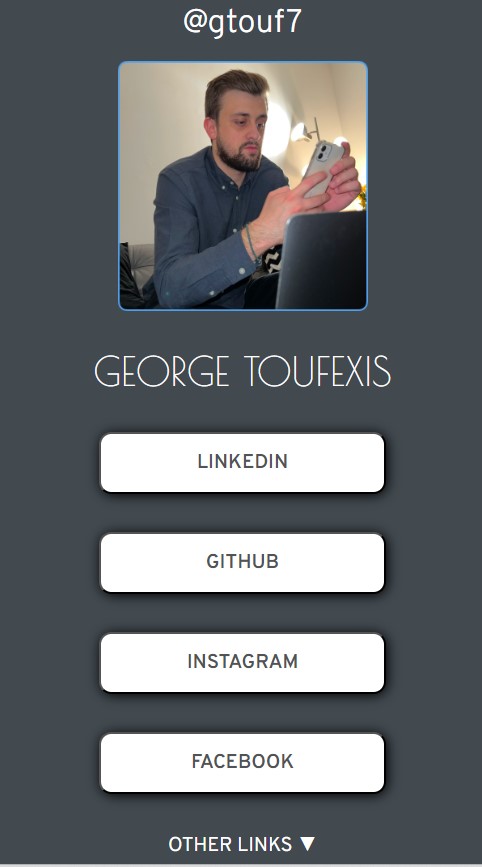 @gtouf7
GEORGE TOUFEXIS
LINKEDIN
GITHUB
INSTAGRAM
FACEBOOK
OTHER LINKS ▼